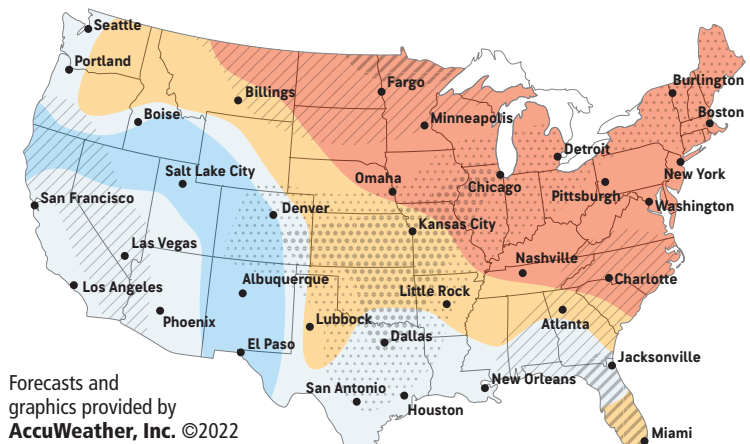 Seattle
Portland
Billings
Fargo
Burlington
Boise
Minneapolis
Boston
Detroit
Salt Lake City
Omaha
Chicago
New York
Pittsburgh
San Francisco
Denver
Washington
Kansas City
Las Vegas
Nashville
Albuquerque
Charlotte
Los Angeles
Little Rock
Phoenix
Lubbock
Atlanta
Dallas
El Paso
Jacksonville
New Orleans
San Antonio
Houston
Miami
Forecasts and
graphics provided by
AccuWeather, Inc. ©2022